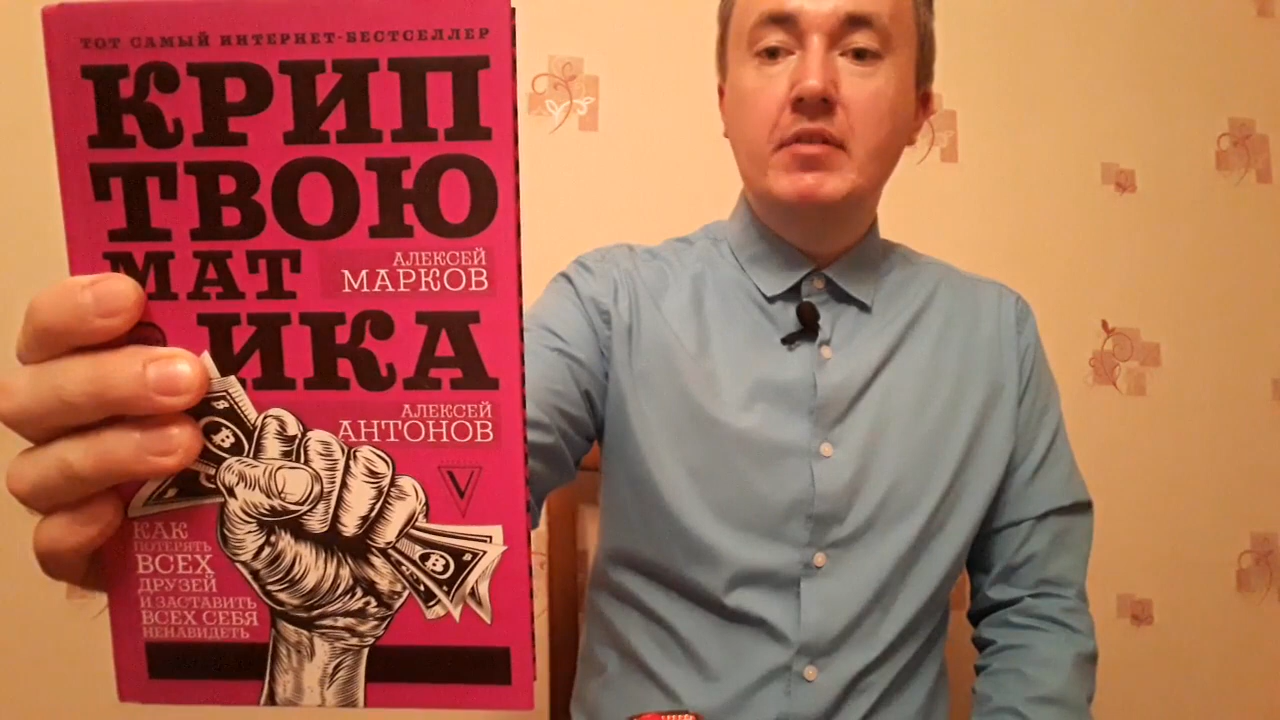 ТОТ САМЫЙ ИНТЕРНЕТ-БЕСТСЕЛЛЕР
КРИП
ТВОЮ
МАТ
АЛЕКСЕЙ
МАРКОВ
ИКА
АЛЕКСЕЙ
АНТОНОВ
V
КАК
ПОТЕРЯТЬ
ВСЕХ
ДРУЗЕЙ
И ЗАСТАВИТЬ
ВСЕХ СЕБЯ
НЕНАВИДЕТЬ